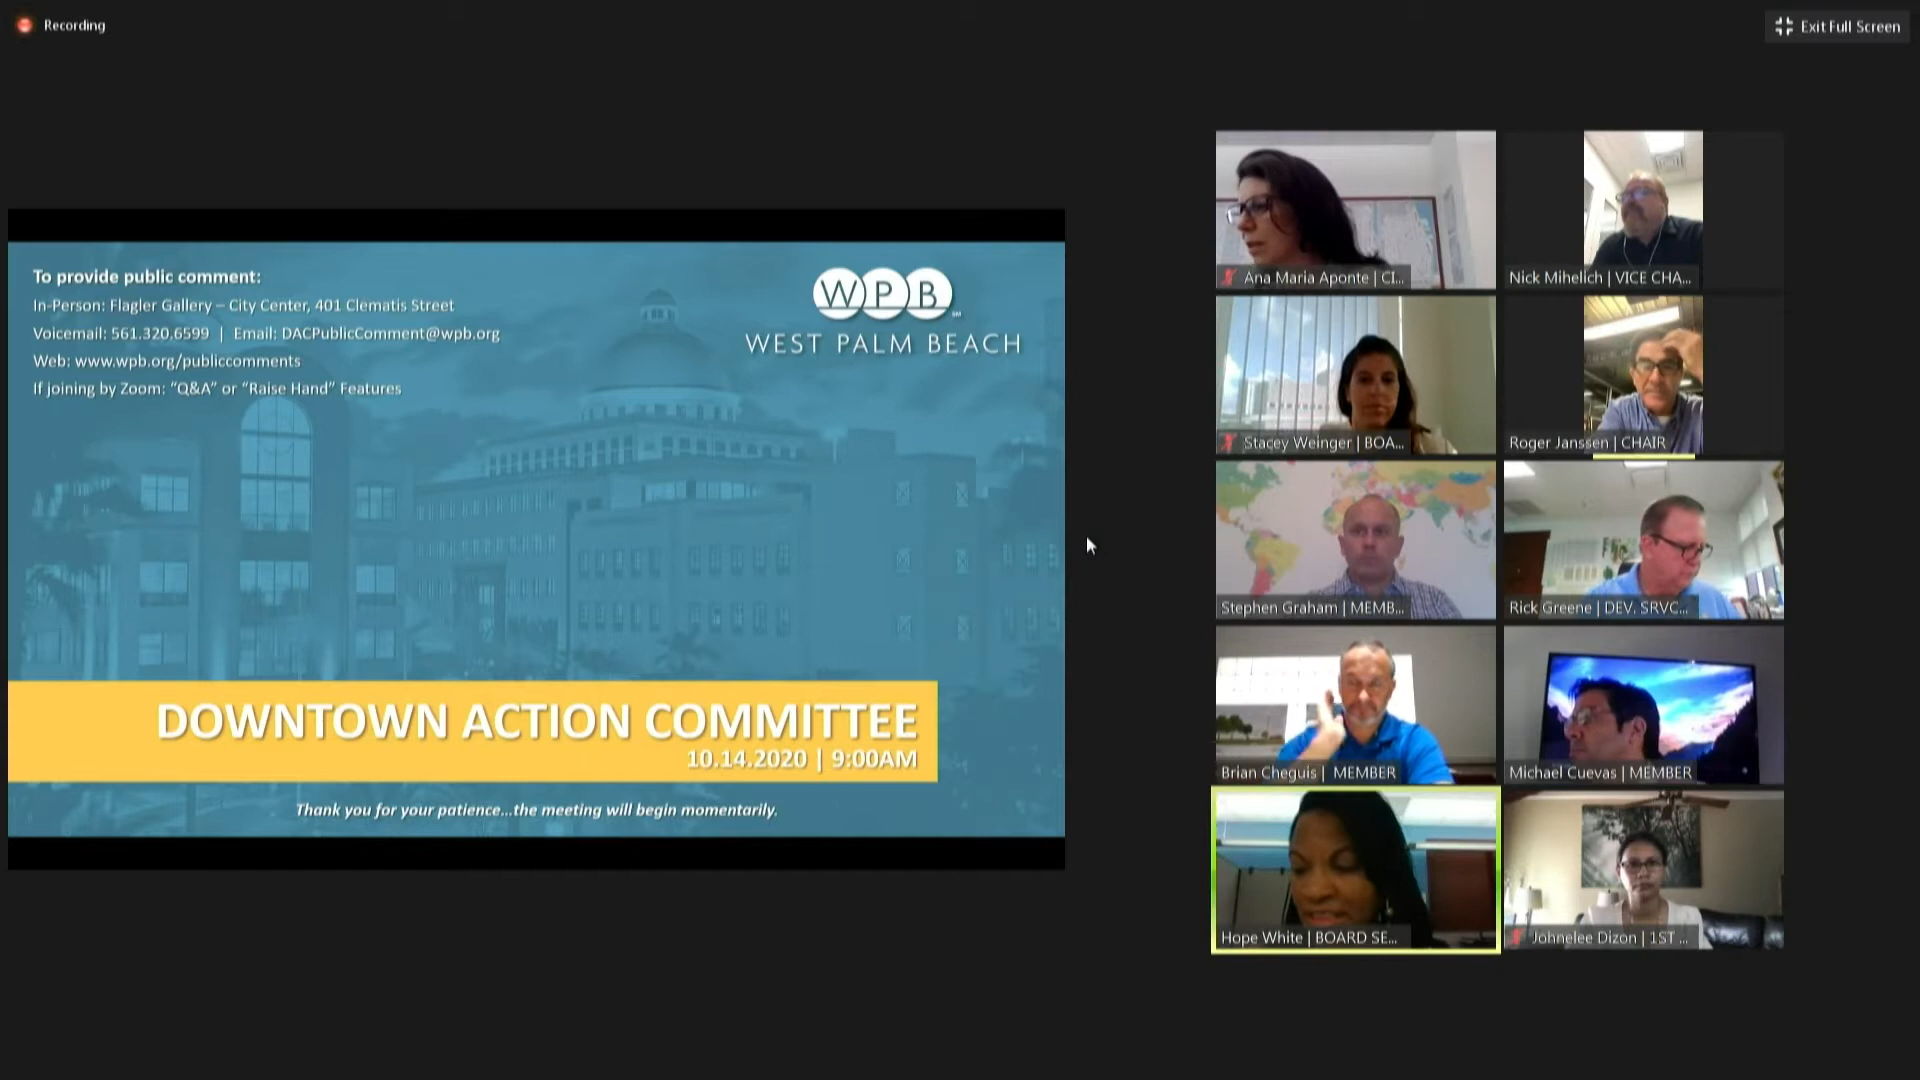 Recording
Exit Full Screen
To provide public comment:
In-Person: Flagler Gallery – City Center, 401 Clematis Street
Voicemail: 561.320.6599 | Email: DACPublicComment@wpb.org
Web: www.wpb.org/publiccomments
If joining by Zoom: “Q&A” or “Raise Hand” Features
WPB
SM
WEST PALM BEACH
DOWNTOWN ACTION COMMITTEE
10.14.2020 | 9:00AM
Thank you for your patience...the meeting will begin momentarily.
Ana Maria Aponte | CI...
Nick Mihelich | VICE CHA...
Stacey Weinger | BOA...
Roger Janssen | CHAIR
Stephen Graham | MEMB...
Rick Greene | DEV. SRVC...
Brian Cheguis | MEMBER
Michael Cuevas | MEMBER
Hope White | BOARD SE...
Johnelee Dizon | 1ST ...